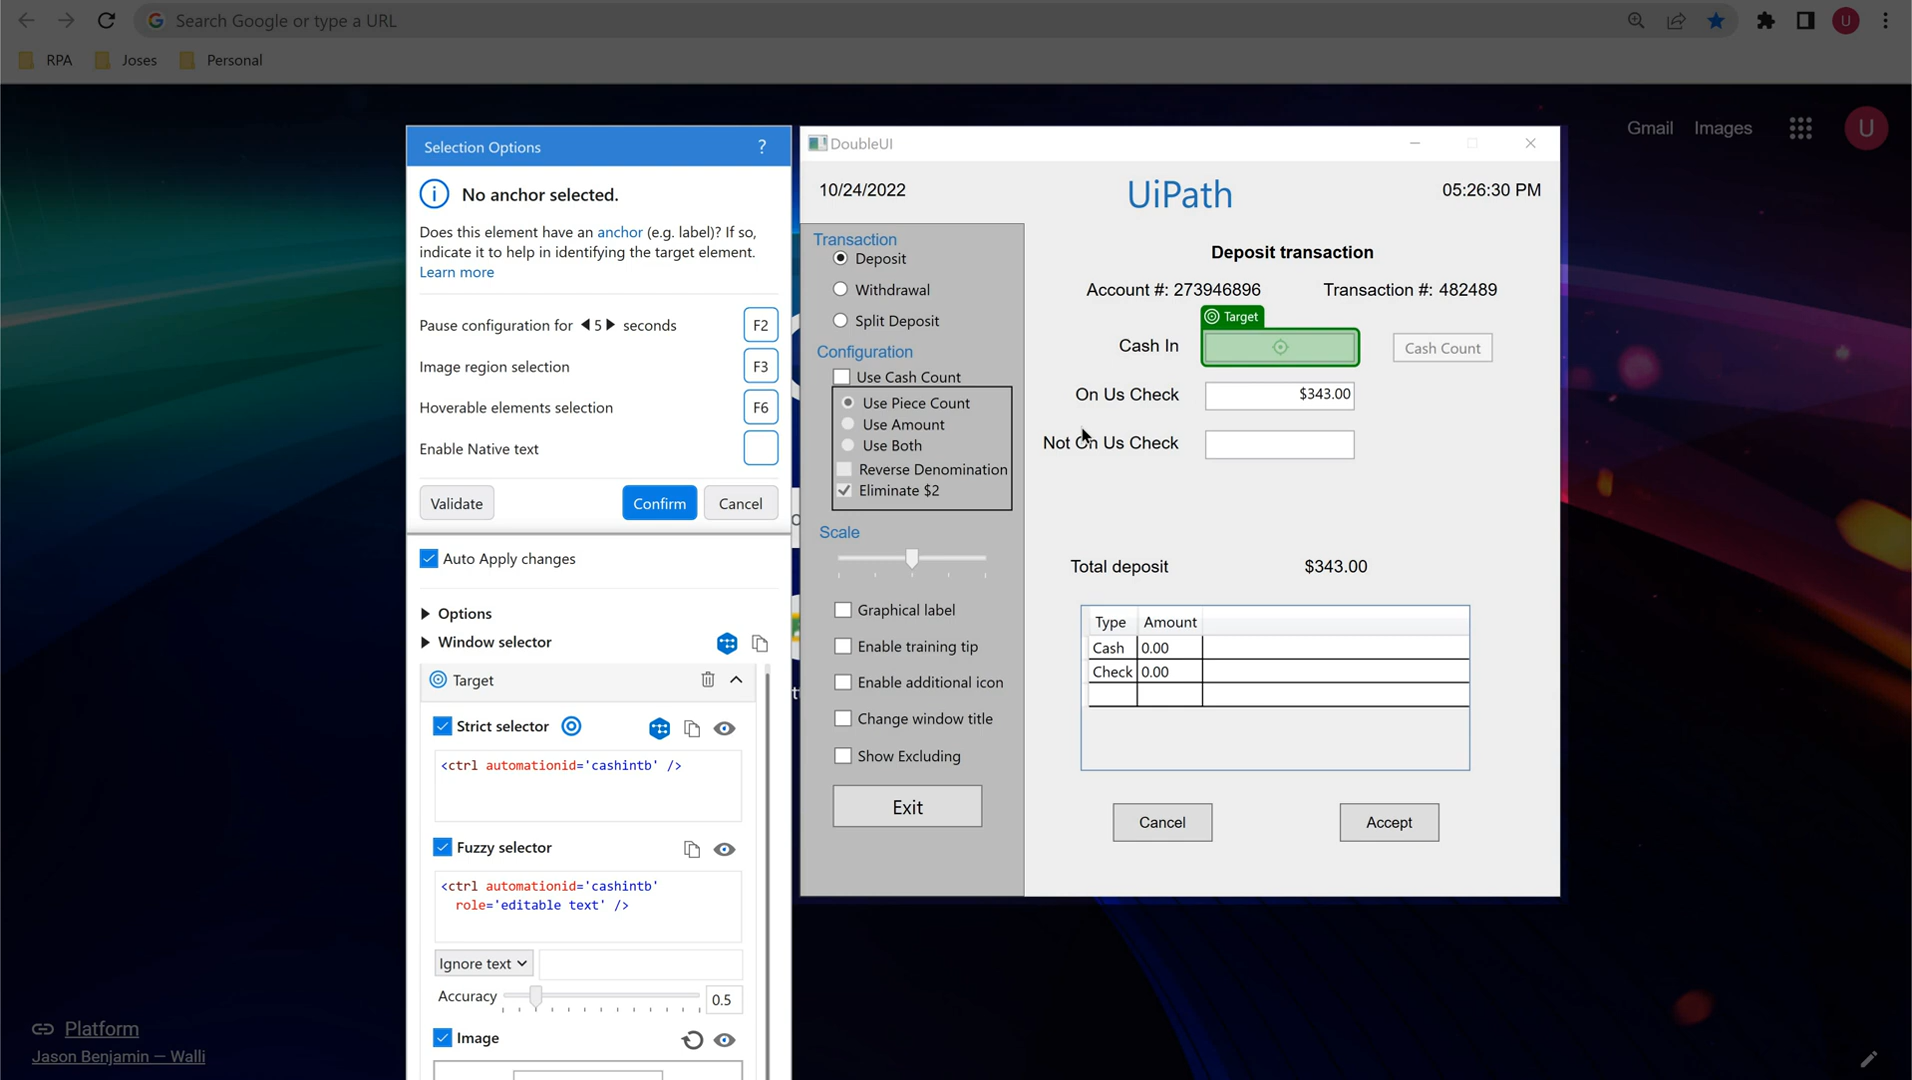 Search Google or type a URL
U
RPA
Joses
Personal
Gmail
Images
U
Selection Options
?
No anchor selected.
Does this element have an anchor (e.g. label)? If so,
indicate it to help in identifying the target element.
Learn more
Pause configuration for 5 seconds
F2
Image region selection
F3
Hoverable elements selection
F6
Enable Native text
Validate
Confirm
Cancel
Auto Apply changes
Options
Window selector
Target
Strict selector
<ctrl automationid='cashintb' />
Fuzzy selector
<ctrl automationid='cashintb'
role='editable text' />
Ignore text
Accuracy
0.5
Image
DoubleUI
10/24/2022
UiPath
05:26:30 PM
Transaction
Deposit
Withdrawal
Split Deposit
Configuration
Use Cash Count
Use Piece Count
Use Amount
Use Both
Reverse Denomination
Eliminate $2
Scale
Graphical label
Enable training tip
Enable additional icon
Change window title
Show Excluding
Exit
Deposit transaction
Account #: 273946896
Transaction #: 482489
Target
Cash In
Cash Count
On Us Check
$343.00
Not On Us Check
Total deposit
$343.00
Type Amount
Cash 0.00
Check 0.00
Cancel
Accept
Platform
Jason Benjamin — Walli